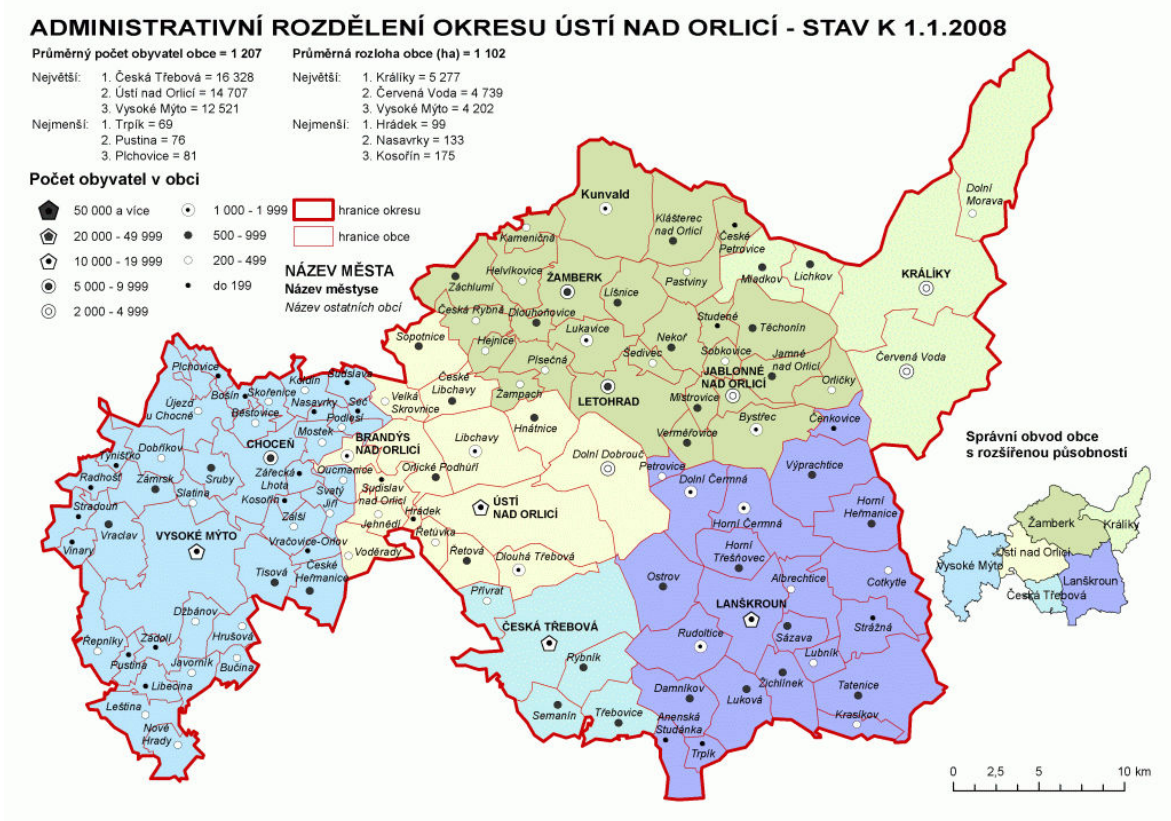 ADMINISTRATIVNÍ ROZDĚLENÍ OKRESU ÚSTÍ NAD ORLICÍ - STAV K 1.1.2008
Průměrný počet obyvatel obce = 1 207
Největší: 1. Česká Třebová = 16 328
2. Ústí nad Orlicí = 14 707
3. Vysoké Mýto = 12 521
Nejmenší: 1. Trpík = 69
2. Pustina = 76
3. Plchovice = 81
Průměrná rozloha obce (ha) = 1 102
Největší: 1. Králíky = 5 277
2. Červená Voda = 4 739
3. Vysoké Mýto = 4 202
Nejmenší: 1. Hrádek = 99
2. Nasavrky = 133
3. Kosořín = 175
Počet obyvatel v obci
50 000 a více
20 000 - 49 999
10 000 - 19 999
5 000 - 9 999
2 000 - 4 999
1 000 - 1 999
500 - 999
200 - 499
do 199
hranice okresu
hranice obce
NÁZEV MĚSTA
Název městyse
Název ostatních obcí
Dolní
Morava
Kunvald
Klášterec
nad Orlicí
Kameničná
České
Petrovice
Mladkov
Lichkov
KRÁLÍKY
Helvíkovice
ŽAMBERK
Pastviny
Záchlumí
Líšnice
Česká Rybná
Dlouhoňovice
Studené
Těchonín
Lukavice
Sopotnice
Hejnice
Nekoř
Červená Voda
Písečná
Šedivec
Sobkovice
Jamné
nad Orlicí
JABLONNÉ
NAD ORLICÍ
Orličky
České
Libchavy
Žampach
LETOHRAD
Mistrovice
Bystřec
Čenkovice
Velká
Skrovnice
Hnátnice
Verměřovice
Plchovice
Koldín
Sudslava
Bošín
Skořenice
Nasavrky
Seč
Újezd
u Chocně
Běstovice
Podlesí
Mostek
CHOCEŇ
BRANDÝS
NAD ORLICÍ
Libchavy
Dolní Dobrouč
Petrovice
Výprachtice
Dobříkov
Týnišťko
Radhošť
Zámrsk
Sruby
Zářecká
Lhota
Oucmanice
Orlické Podhůří
Dolní Čermná
Slatina
Kosořín
Svatý
Jiří
Sudislav
nad Orlicí
ÚSTÍ
NAD ORLICÍ
Horní
Heřmanice
Stradouň
Zálší
Jehnědí
Hrádek
Horní Čermná
Vraclav
VYSOKÉ MÝTO
Vračovice-Orlov
Řetůvka
Vinary
Voděrady
Řetová
Dlouhá Třebová
Horní
Třešňovec
Tisová
České
Heřmanice
Ostrov
Albrechtice
Cotkytle
Přívrat
Džbánov
LANŠKROUN
Hrušová
ČESKÁ TŘEBOVÁ
Rudoltice
Sázava
Strážná
Řepníky
Zádolí
Pustina
Javorník
Bučina
Rybník
Lubník
Libecina
Damníkov
Luková
Žichlínek
Tatenice
Leština
Nové
Hrady
Semanín
Třebovice
Anenská
Studánka
Krasíkov
Trpík
Správní obvod obce
s rozšířenou působností
Žamberk
Králíky
Ústí nad Orlicí
Vysoké Mýto
Lanškroun
Česká Třebová
0 2,5 5 10 km